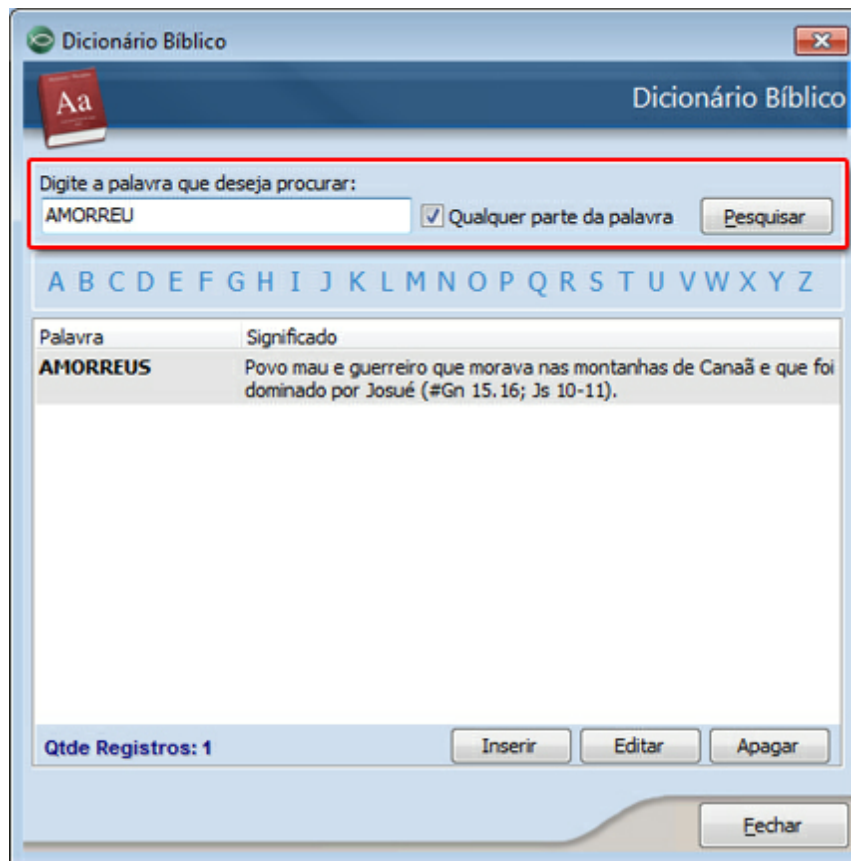 Dicionário Bíblico
Aa
Dicionário Bíblico
Digite a palavra que deseja procurar:
AMORREU Qualquer parte da palavra Pesquisar
A B C D E F G H I J K L M N O P Q R S T U V W X Y Z
Palavra Significado
AMORREUS Povo mau e guerreiro que morava nas montanhas de Canaã e que foi
dominado por Josué (#Gn 15.16; Js 10-11).
Qtde Registros: 1 Inserir Editar Apagar
Fechar